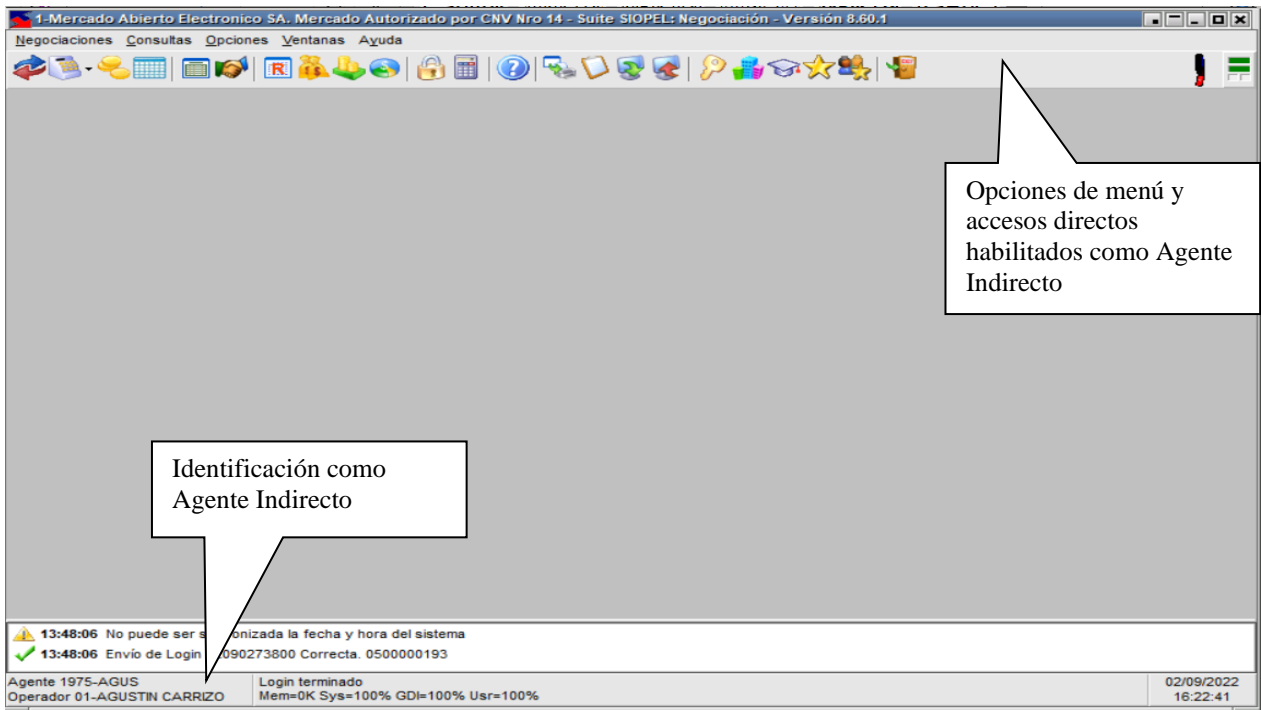 1-Mercado Abierto Electronico SA. Mercado Autorizado por CNV Nro 14 - Suite SIOPEL: Negociación - Versión 8.60.1
Negociaciones Consultas Opciones Ventanas Ayuda
R
Opciones de menú y
accesos directos
habilitados como Agente
Indirecto
Identificación como
Agente Indirecto
13:48:06 No puede ser la fecha y hora del sistema
13:48:06 Envío de Login Correcta. 0500000193
Agente 1975-AGUS
Login terminado
02/09/2022
Operador 01-AGUSTIN CARRIZO
Mem=0K Sys=100% GDI=100% Usr=100%
16:22:41